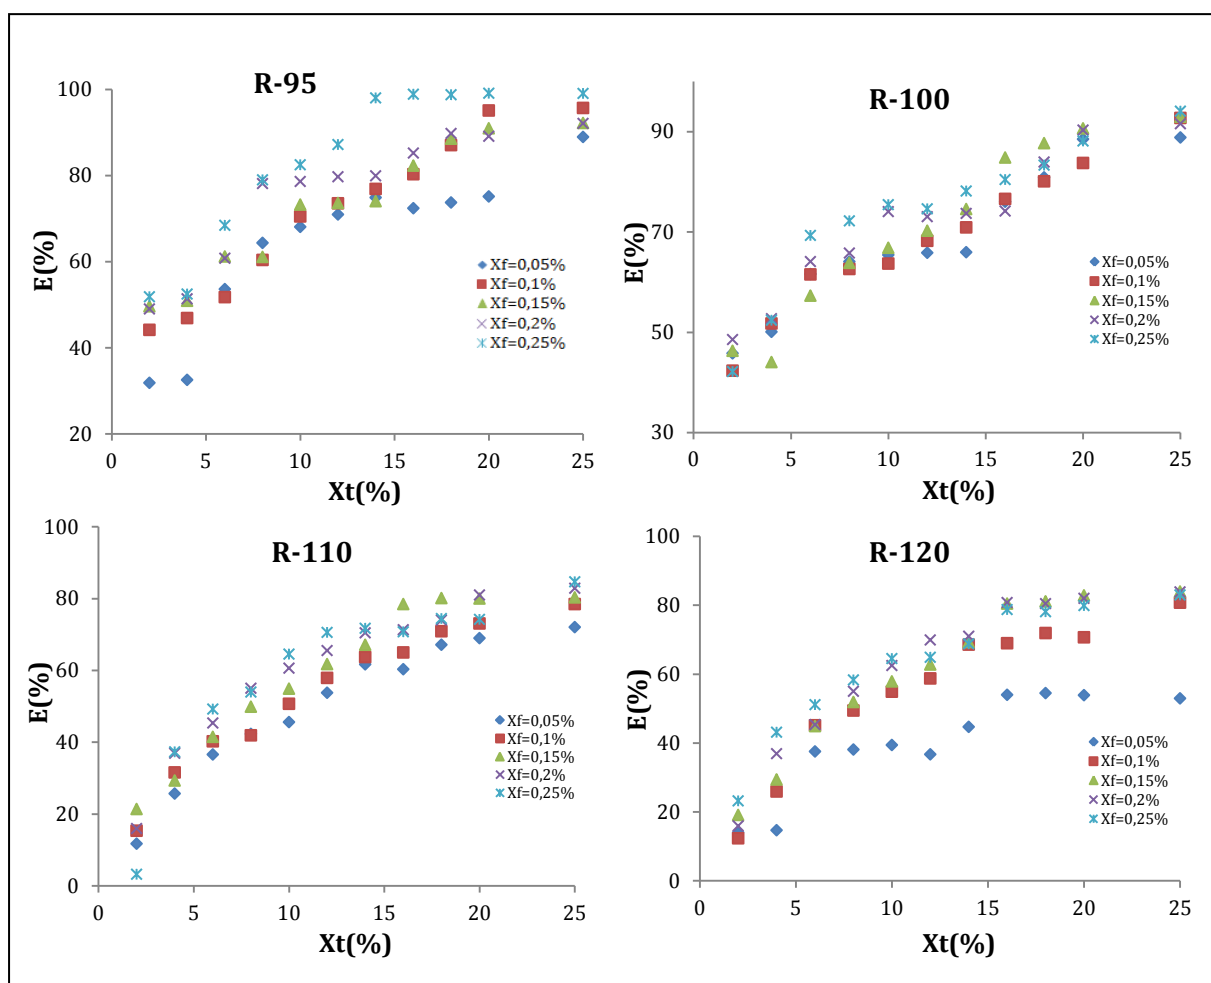 R-95
100
80
60
40
20
E(%)
0
5
10
15
20
25
Xt(%)
Xf=0,05%
Xf=0,1%
Xf=0,15%
Xf=0,2%
Xf=0,25%
R-100
90
70
50
30
E(%)
0
5
10
15
20
25
Xt(%)
Xf=0,05%
Xf=0,1%
Xf=0,15%
Xf=0,2%
Xf=0,25%
R-110
100
80
60
40
20
0
E(%)
0
5
10
15
20
25
Xt(%)
Xf=0,05%
Xf=0,1%
Xf=0,15%
Xf=0,2%
Xf=0,25%
R-120
100
80
60
40
20
0
E(%)
0
5
10
15
20
25
Xt(%)
Xf=0,05%
Xf=0,1%
Xf=0,15%
Xf=0,2%
Xf=0,25%